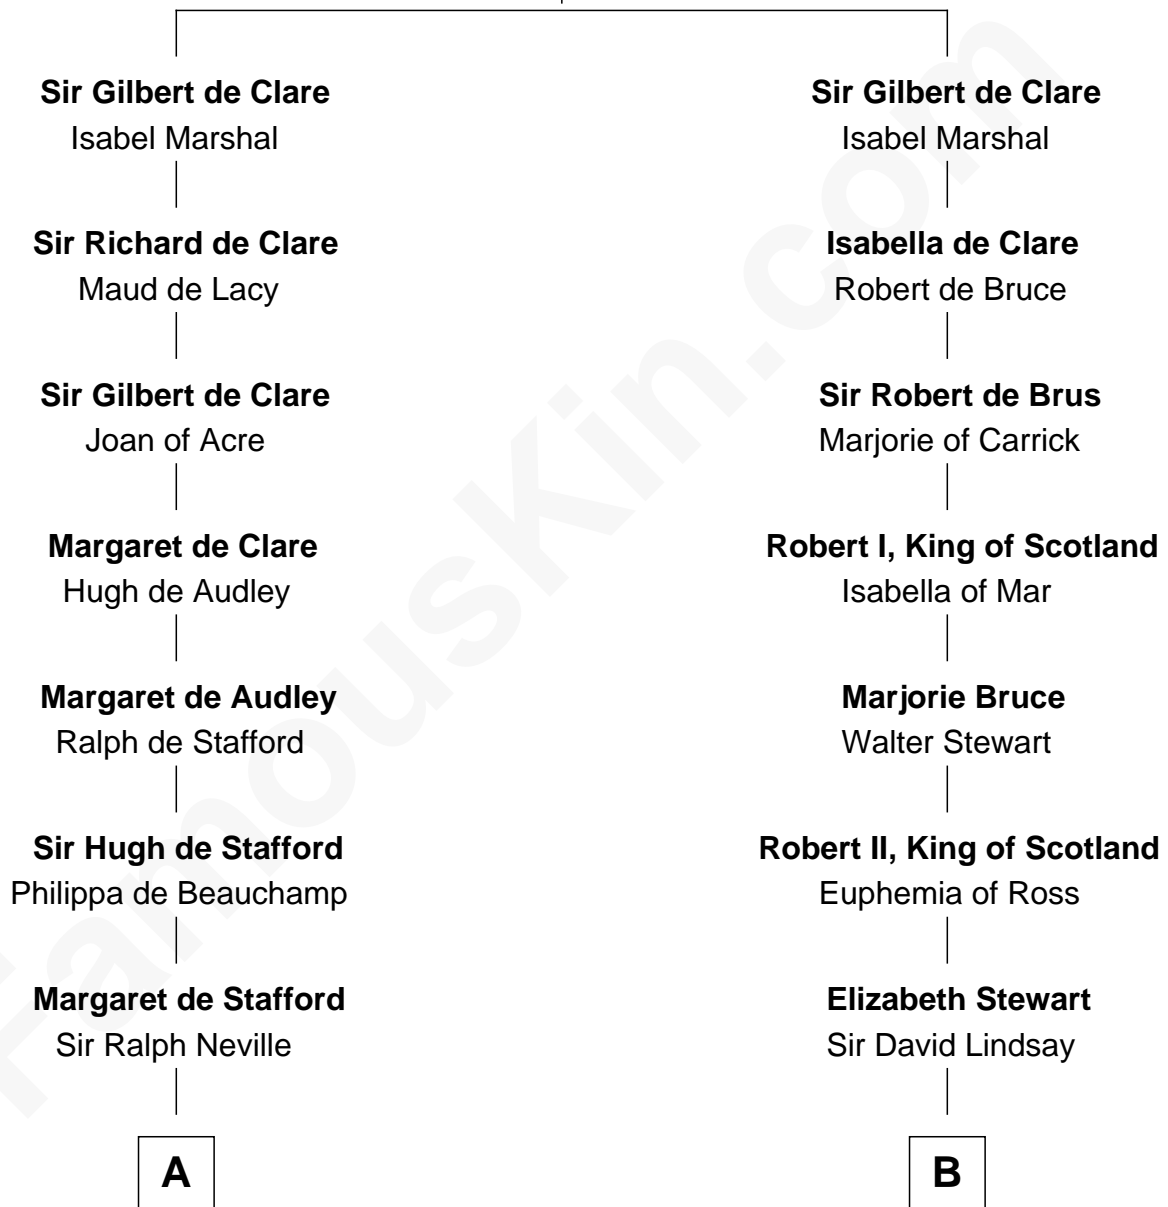 Sir Gilbert de Clare
Isabel Marshal
Sir Richard de Clare
Maud de Lacy
Sir Gilbert de Clare
Joan of Acre
Margaret de Clare
Hugh de Audley
Margaret de Audley
Ralph de Stafford
Sir Hugh de Stafford
Philippa de Beauchamp
Margaret de Stafford
Sir Ralph Neville
A
Sir Gilbert de Clare
Isabel Marshal
Isabella de Clare
Robert de Bruce
Sir Robert de Brus
Marjorie of Carrick
Robert I, King of Scotland
Isabella of Mar
Marjorie Bruce
Walter Stewart
Robert II, King of Scotland
Euphemia of Ross
Elizabeth Stewart
Sir David Lindsay
B
FamousKin.com